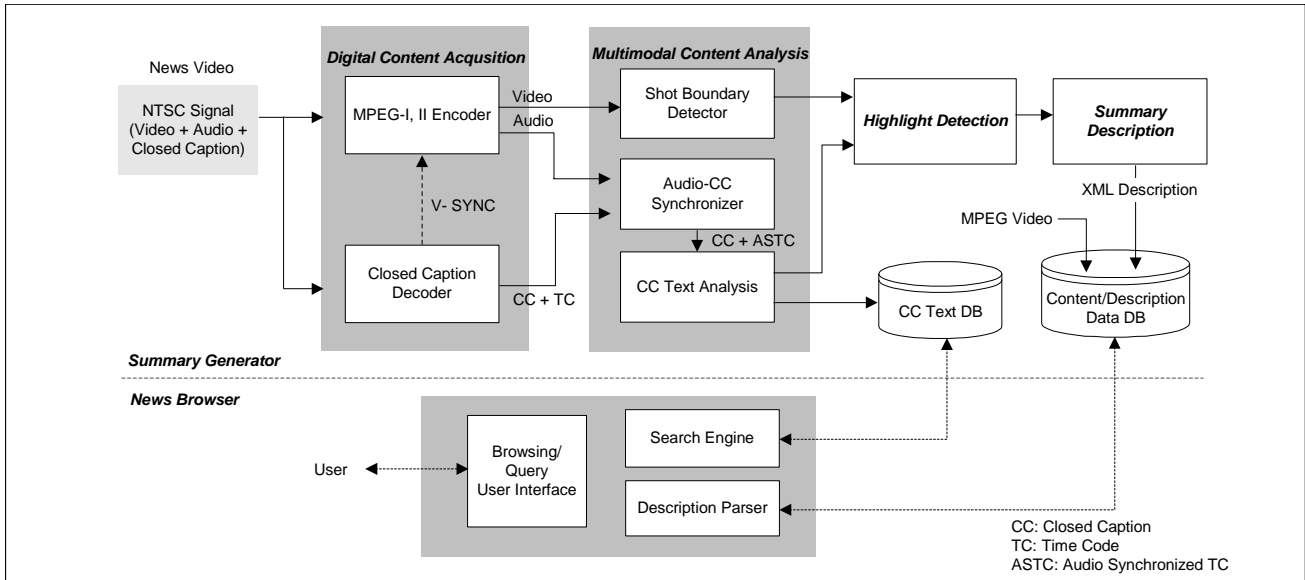 Digital Content Acqusition
Multimodal Content Analysis
News Video
NTSC Signal
(Video + Audio +
Closed Caption)
MPEG-I, II Encoder
Video
Audio
Shot Boundary
Detector
Highlight Detection
Summary
Description
V- SYNC
Audio-CC
Synchronizer
XML Description
MPEG Video
CC + ASTC
Closed Caption
Decoder
CC + TC
CC Text Analysis
CC Text DB
Content/Description
Data DB
Summary Generator
News Browser
User
Browsing/
Query
User Interface
Search Engine
Description Parser
CC: Closed Caption
TC: Time Code
ASTC: Audio Synchronized TC